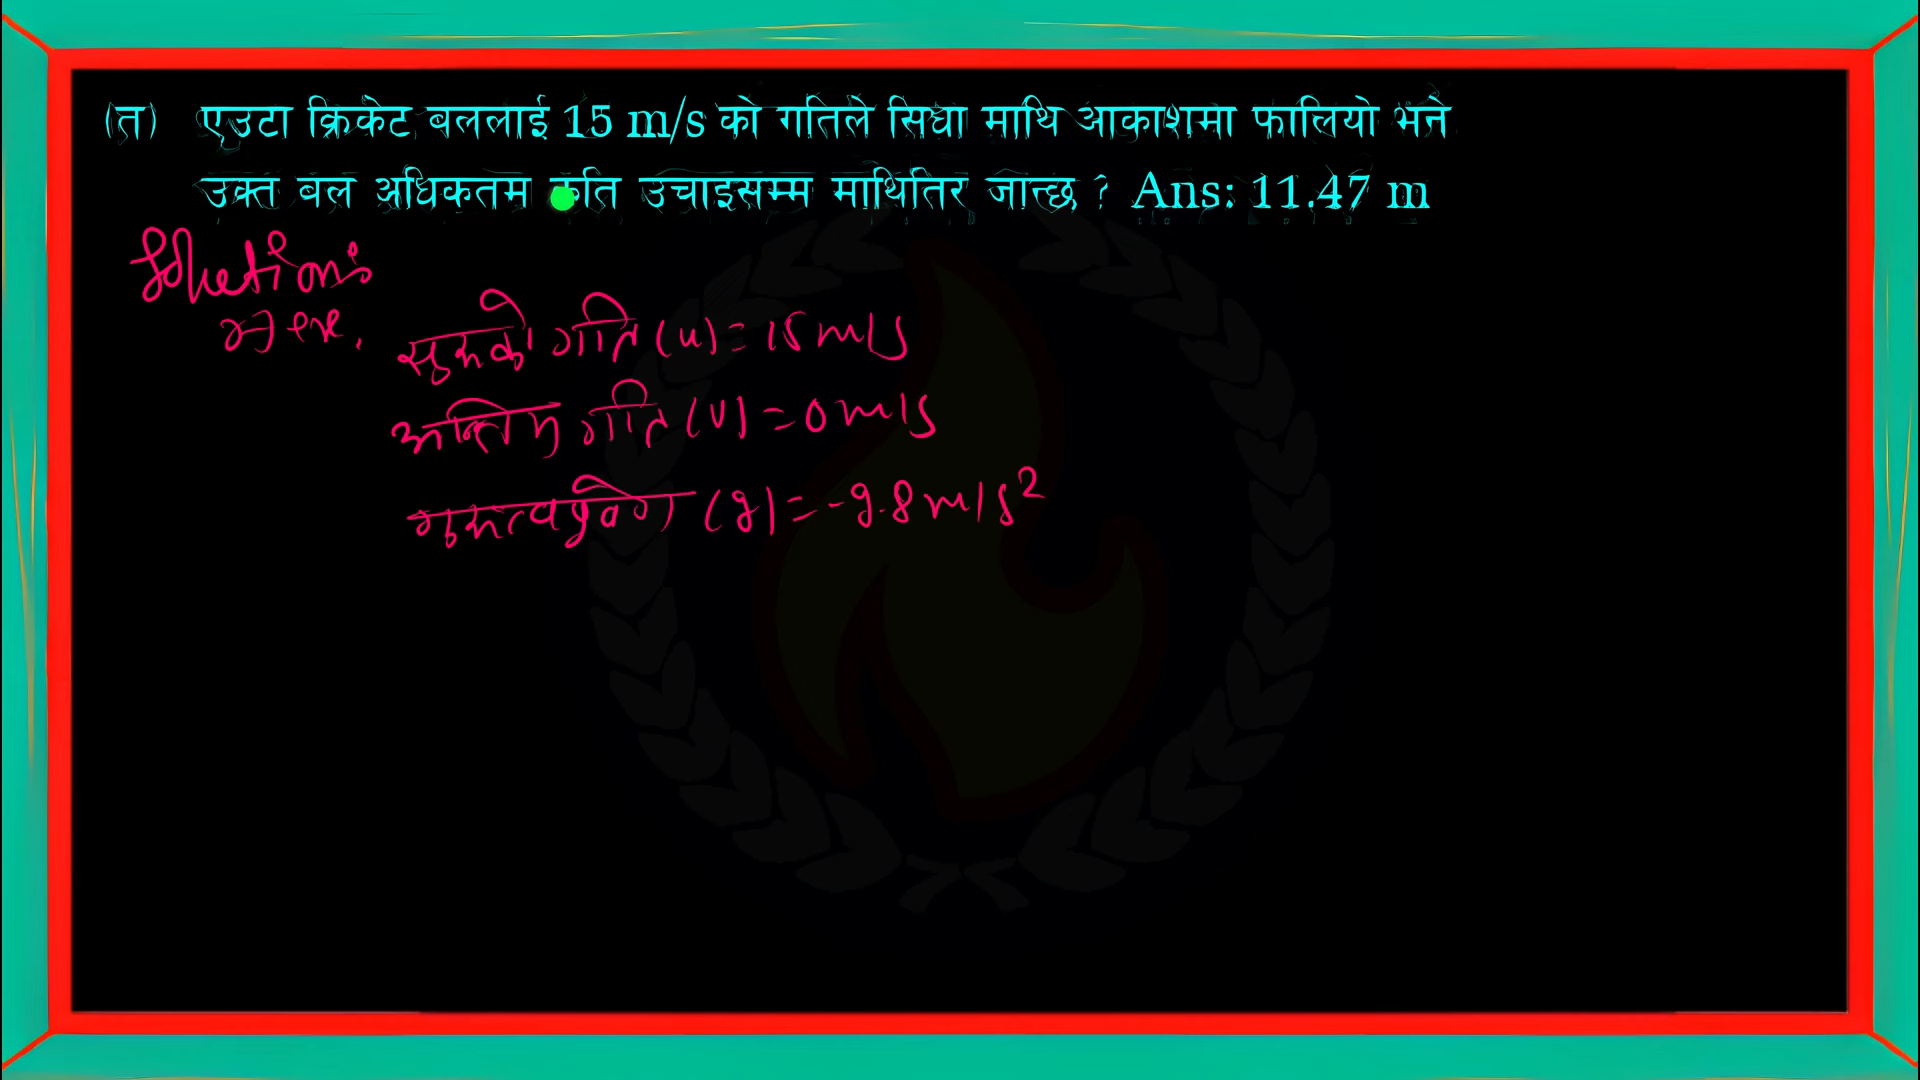 (त) एउटा क्रिकेट बललाई 15 m/s को गतिले सिधा माथि आकाशमा फालियो भने
उक्त बल अधिकतम कति उचाइसम्म माथितिर जान्छ ? Ans: 11.47 m
Solution:
Here,
सुरुको गति (u) = 15 m/s
अन्तिम गति (v) = 0 m/s
गुरुत्वप्रवेग (g) = -9.8 m/s²